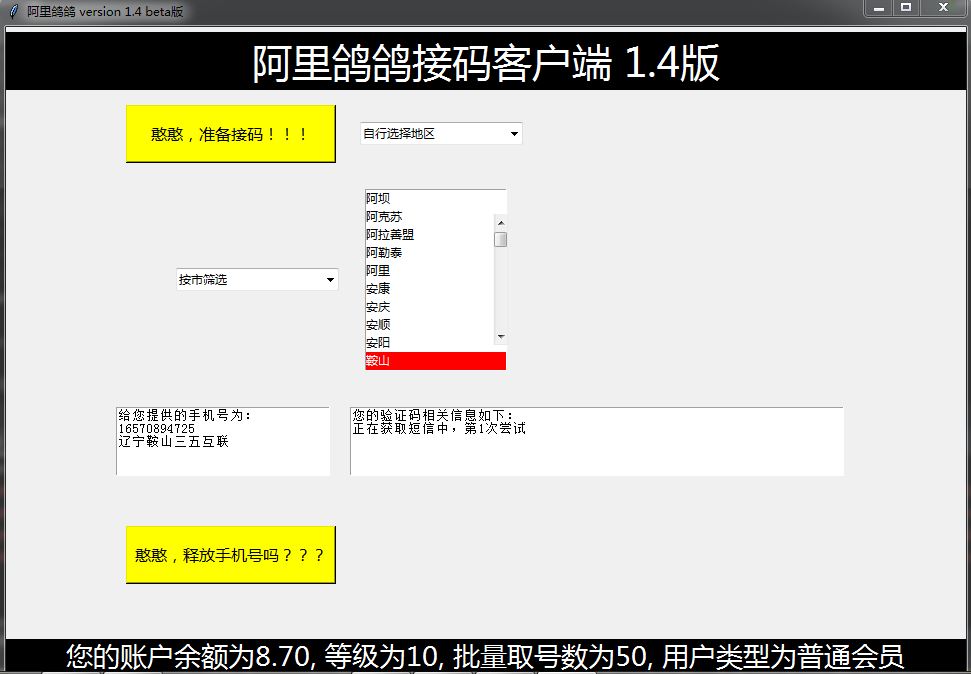 阿里鸽鸽 version 1.4 beta版
阿里鸽鸽接码客户端 1.4版
憨憨，准备接码！！！
自行选择地区
阿坝
阿克苏
阿拉善盟
阿勒泰
阿里
安康
安庆
安顺
安阳
鞍山
按市筛选
给您提供的手机号为:
16570894725
辽宁鞍山三五互联
您的验证码相关信息如下:
正在获取短信中，第1次尝试
憨憨，释放手机号吗？？？
您的账户余额为8.70, 等级为10, 批量取号数为50, 用户类型为普通会员